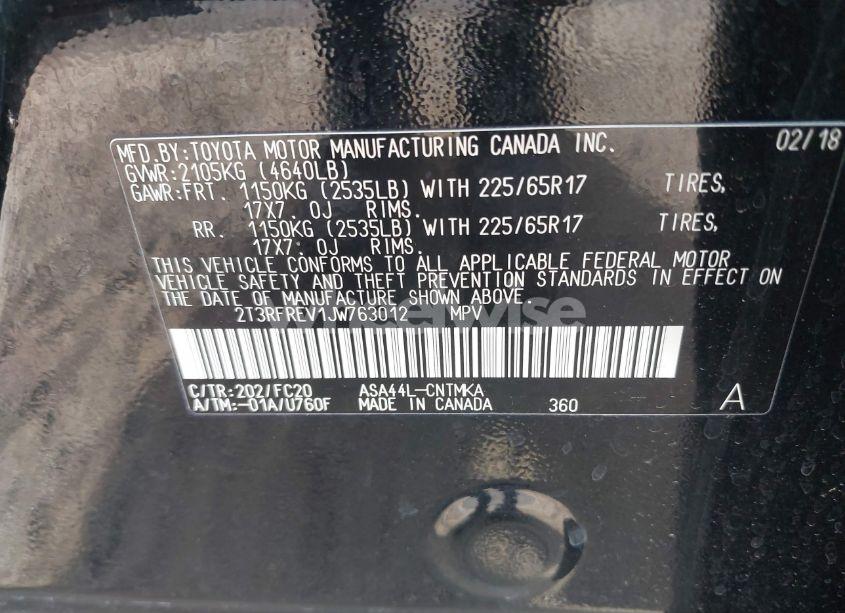 MFD.BY:TOYOTA MOTOR MANUFACTURING CANADA INC. 02/18
GVWR:2105KG (4640LB)
GAWR:FRT. 1150KG (2535LB) WITH 225/65R17 TIRES,
17X7. 0J RIMS.
RR. 1150KG (2535LB) WITH 225/65R17 TIRES,
17X7. 0J RIMS.
THIS VEHICLE CONFORMS TO ALL APPLICABLE FEDERAL MOTOR
VEHICLE SAFETY AND THEFT PREVENTION STANDARDS IN EFFECT ON
THE DATE OF MANUFACTURE SHOWN ABOVE.
2T3RFREV1JW763012 MPV
wheelwise
C/TR:202/FC20 ASA44L-CNTMKA
A/TM:-01A/U760F MADE IN CANADA 360 A